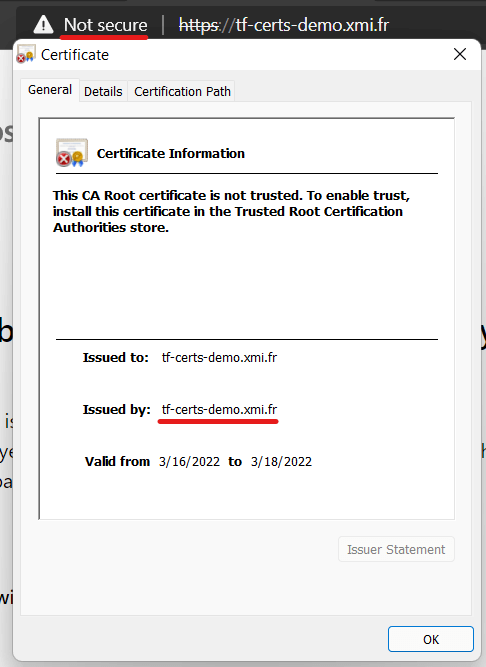 Not secure | https://tf-certs-demo.xmi.fr
Certificate
General Details Certification Path
Certificate Information
This CA Root certificate is not trusted. To enable trust,
install this certificate in the Trusted Root Certification
Authorities store.
Issued to: tf-certs-demo.xmi.fr
Issued by: tf-certs-demo.xmi.fr
Valid from 3/16/2022 to 3/18/2022
Issuer Statement
OK